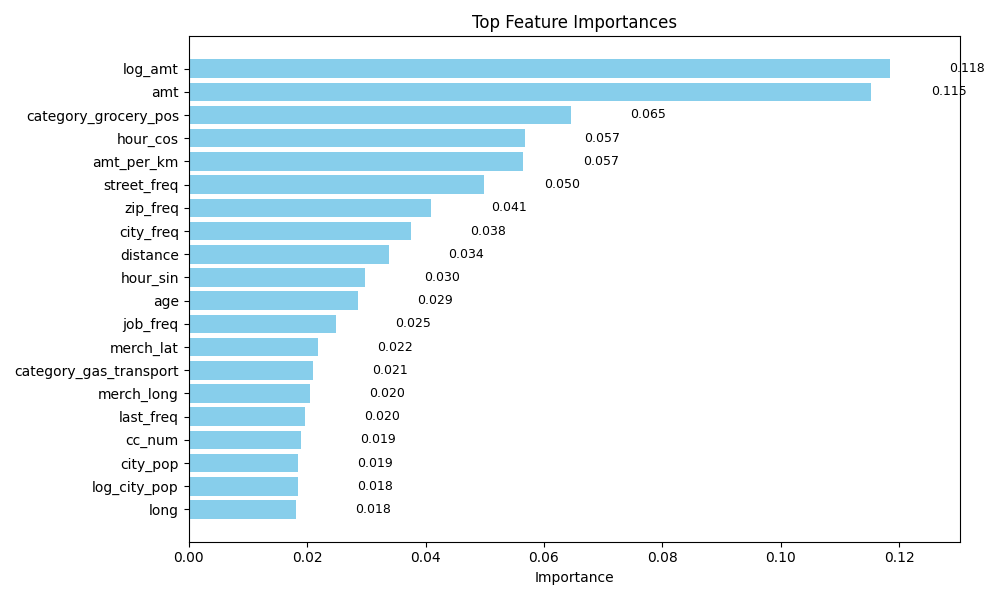 Top Feature Importances
log_amt 0.118
amt 0.115
category_grocery_pos 0.065
hour_cos 0.057
amt_per_km 0.057
street_freq 0.050
zip_freq 0.041
city_freq 0.038
distance 0.034
hour_sin 0.030
age 0.029
job_freq 0.025
merch_lat 0.022
category_gas_transport 0.021
merch_long 0.020
last_freq 0.020
cc_num 0.019
city_pop 0.019
log_city_pop 0.018
long 0.018
0.00 0.02 0.04 0.06 0.08 0.10 0.12
Importance